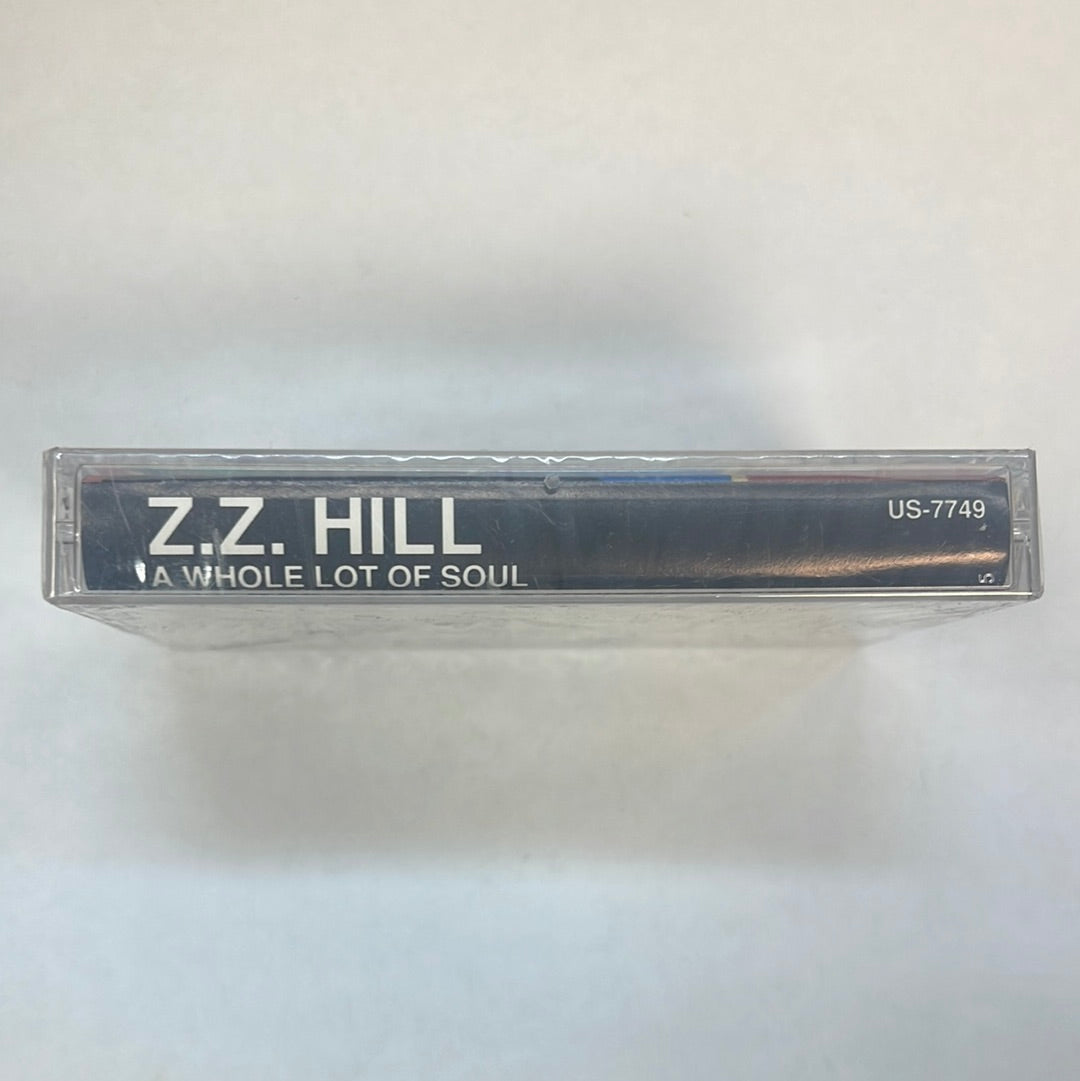 Z.Z. HILL
A WHOLE LOT OF SOUL
US-7749